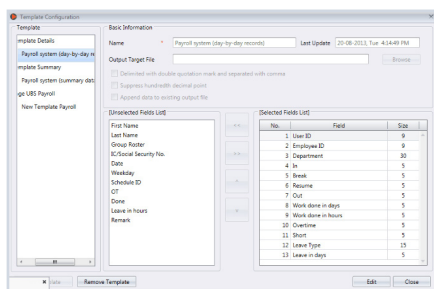 Template Configuration
Template
Basic Information
mplate Details
Payroll system (day-by-day re
mplate Summary
Payroll system (summary data
ge UBS Payroll
New Template Payroll
Name * Payroll system (day-by-day records) Last Update 20-08-2013, Tue 4:14:49 PM
Output Target File Browse
Delimited with double quotation mark and separated with comma
Suppress hundredth decimal point
Append data to existing output file
[Unselected Fields List]
First Name
Last Name
Group Roster
IC/Social Security No.
Date
Weekday
Schedule ID
OT
Done
Leave in hours
Remark
[Selected Fields List]
No. Field Size
1 User ID 9
2 Employee ID 9
3 Department 30
4 In 5
5 Break 5
6 Resume 5
7 Out 5
8 Work done in days 5
9 Work done in hours 5
10 Overtime 5
11 Short 5
12 Leave Type 15
13 Leave in days 5
Remove Template Edit Close